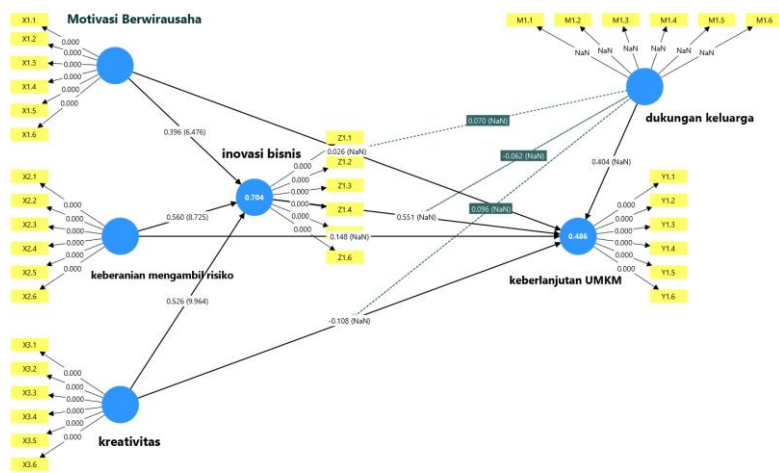 Motivasi Berwirausaha
X1.1
X1.2
X1.3
X1.4
X1.5
X1.6
0.000
0.000
0.000
0.000
0.000
0.000
M1.1
M1.2
M1.3
M1.4
M1.5
M1.6
NaN
NaN
NaN
NaN
NaN
NaN
dukungan keluarga
0.396 (6.476)
0.070 (NaN)
0.026 (NaN)
-0.062 (NaN)
0.404 (NaN)
inovasi bisnis
0.704
Z1.1
Z1.2
Z1.3
Z1.4
Z1.6
0.000
0.000
0.000
0.000
0.000
0.000
X2.1
X2.2
X2.3
X2.4
X2.5
X2.6
0.000
0.000
0.000
0.000
0.000
0.000
keberanian mengambil risiko
0.560 (8.725)
0.551 (NaN)
0.096 (NaN)
0.148 (NaN)
0.486
keberlanjutan UMKM
Y1.1
Y1.2
Y1.3
Y1.4
Y1.5
Y1.6
0.000
0.000
0.000
0.000
0.000
0.000
0.526 (9.964)
-0.108 (NaN)
X3.1
X3.2
X3.3
X3.4
X3.5
X3.6
0.000
0.000
0.000
0.000
0.000
0.000
kreativitas